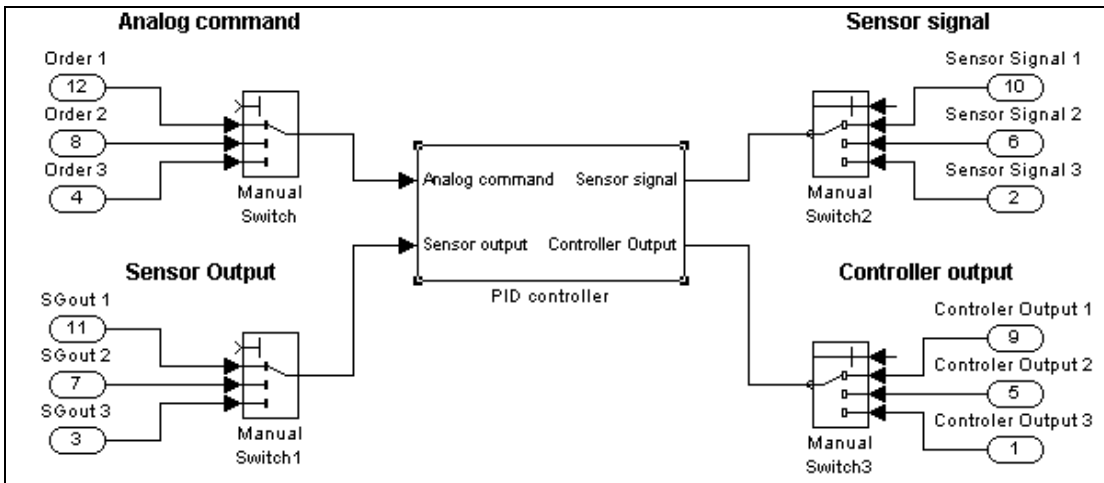 Analog command
Order 1
12
Order 2
8
Order 3
4
Manual
Switch
Sensor signal
Sensor Signal 1
10
Sensor Signal 2
6
Sensor Signal 3
2
Manual
Switch2
Analog command Sensor signal
Sensor output Controller Output
PID controller
Sensor Output
SGout 1
11
SGout 2
7
SGout 3
3
Manual
Switch1
Controller output
Controler Output 1
9
Controler Output 2
5
Controler Output 3
1
Manual
Switch3